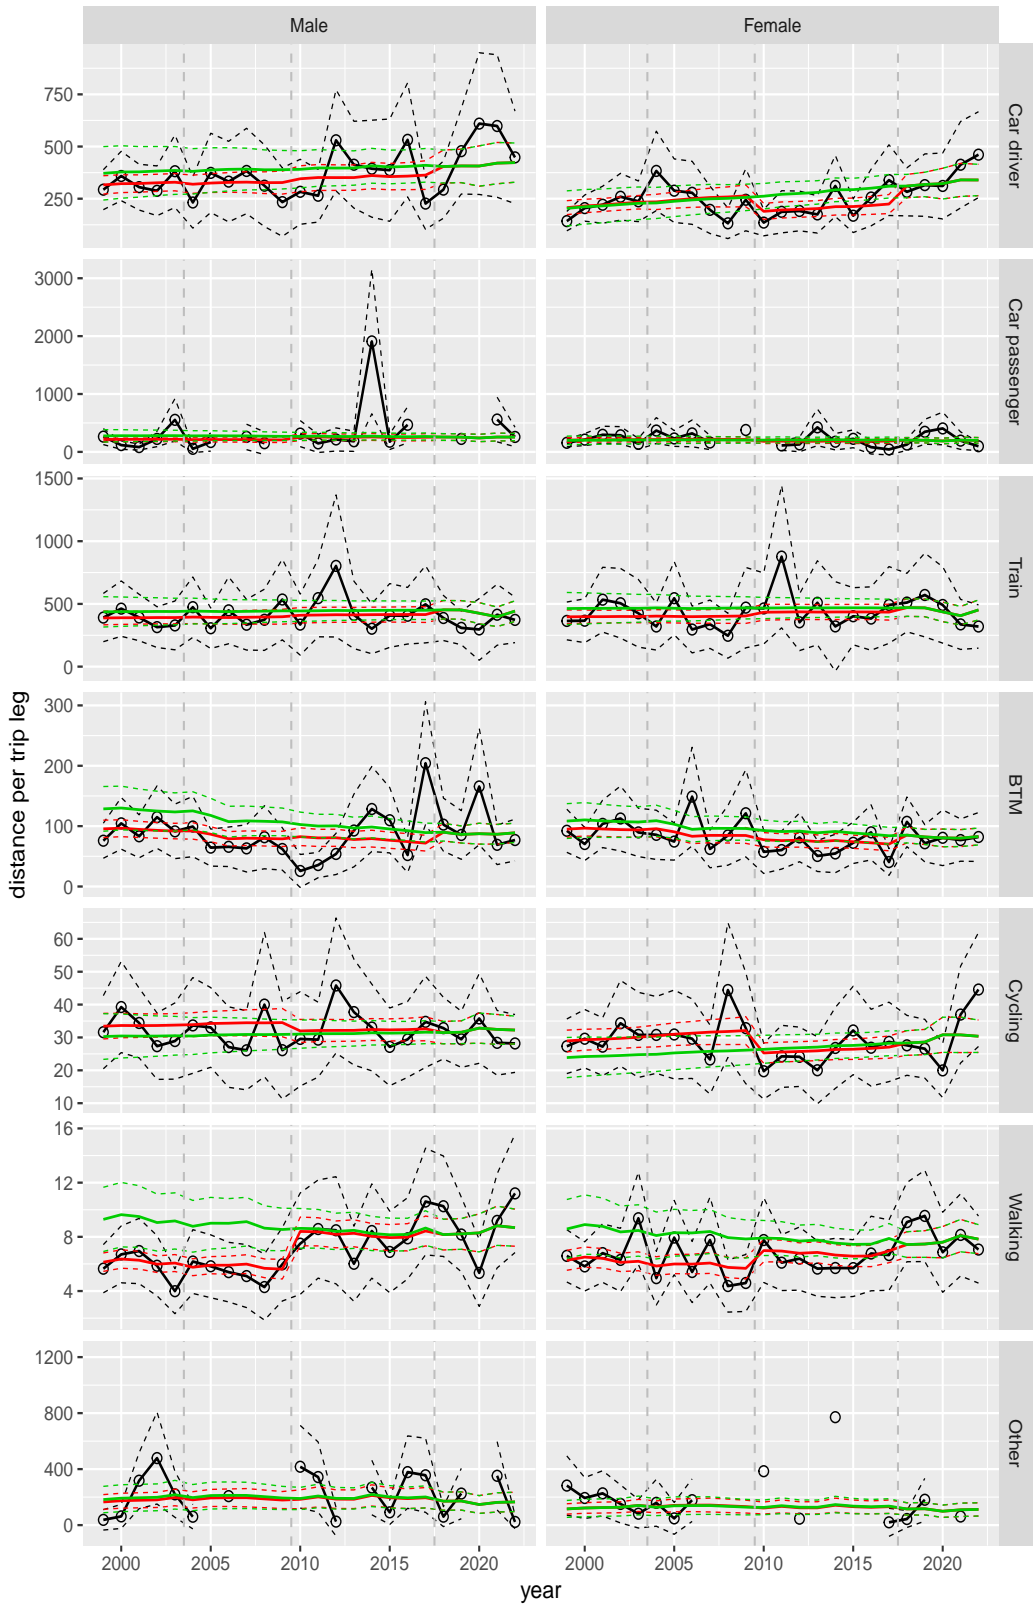 Male Female
750
500
250
Car driver
3000
2000
1000
0
Car passenger
1500
1000
500
0
Train
300
200
100
0
BTM
60
50
40
30
20
10
Cycling
16
12
8
4
Walking
1200
800
400
0
Other
2000 2005 2010 2015 2020 2000 2005 2010 2015 2020
year
distance per trip leg